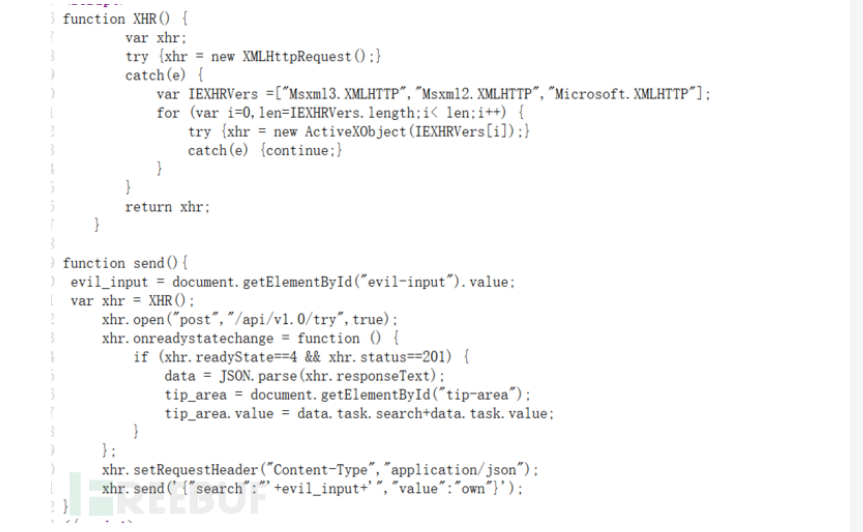 function XHR() {
var xhr;
try {xhr = new XMLHttpRequest();}
catch(e) {
var IEXHRVers =["Msxml3.XMLHTTP","Msxml2.XMLHTTP","Microsoft.XMLHTTP"];
for (var i=0,len=IEXHRVers.length;i< len;i++) {
try {xhr = new ActiveXObject(IEXHRVers[i]);}
catch(e) {continue;}
}
}
return xhr;
}
function send(){
evil_input = document.getElementById("evil-input").value;
var xhr = XHR();
xhr.open("post","/api/v1.0/try",true);
xhr.onreadystatechange = function () {
if (xhr.readyState==4 && xhr.status==201) {
data = JSON.parse(xhr.responseText);
tip_area = document.getElementById("tip-area");
tip_area.value = data.task.search+data.task.value;
}
};
xhr.setRequestHeader("Content-Type","application/json");
xhr.send('{"search":"'+evil_input+'","value":"own"}');
}
FREEBUF